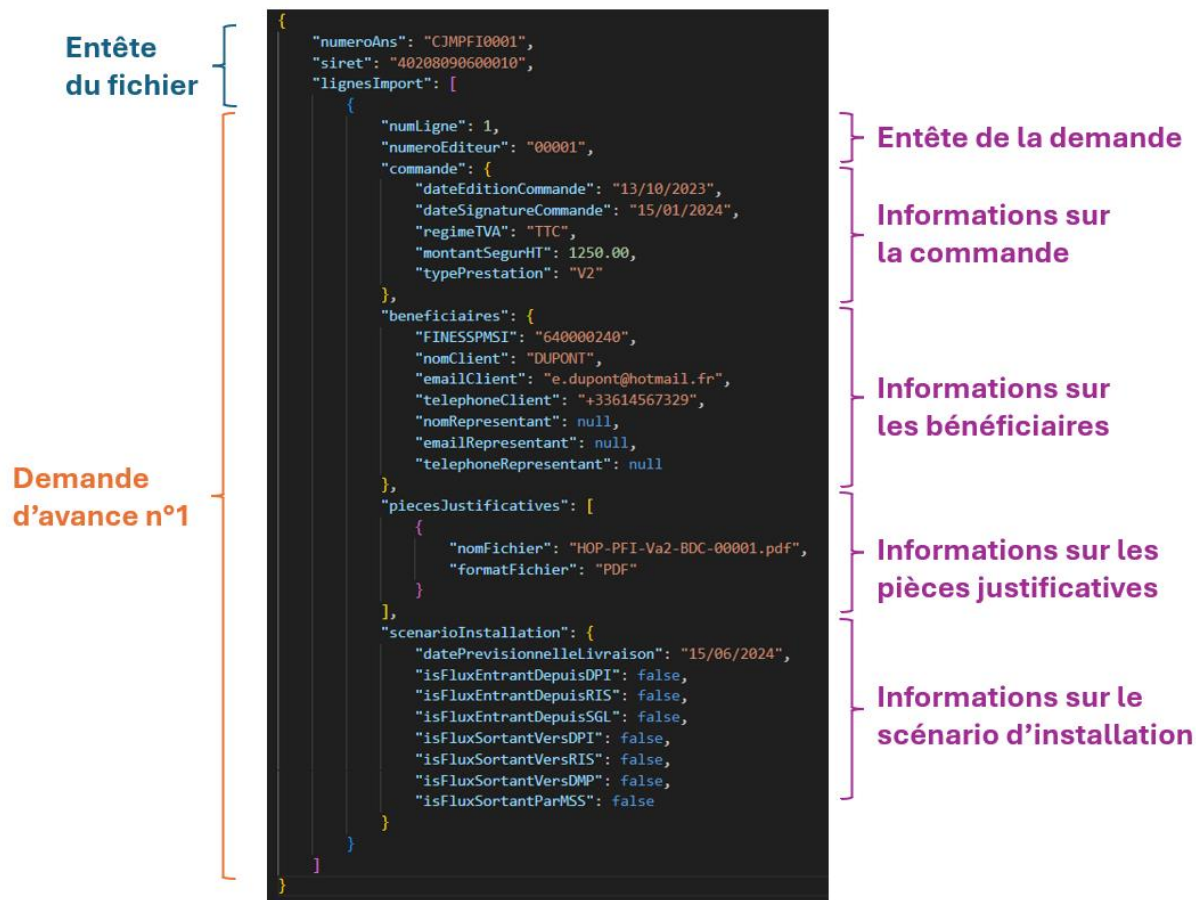 Entête
du fichier
Demande
d'avance n°1
{
    "numeroAns": "CJMPFI0001",
    "siret": "40208090600010",
    "lignesImport": [
        {
            "numLigne": 1,
            "numeroEditeur": "00001",
            "commande": {
                "dateEditionCommande": "13/10/2023",
                "dateSignatureCommande": "15/01/2024",
                "regimeTVA": "TTC",
                "montantSegurHT": 1250.00,
                "typePrestation": "V2"
            },
            "beneficiaires": {
                "FINESSPMSI": "640000240",
                "nomClient": "DUPONT",
                "emailClient": "e.dupont@hotmail.fr",
                "telephoneClient": "+33614567329",
                "nomRepresentant": null,
                "emailRepresentant": null,
                "telephoneRepresentant": null
            },
            "piecesJustificatives": [
                {
                    "nomFichier": "HOP-PFI-Va2-BDC-00001.pdf",
                    "formatFichier": "PDF"
                }
            ],
            "scenarioInstallation": {
                "datePrevisionnelleLivraison": "15/06/2024",
                "isFluxEntrantDepuisDPI": false,
                "isFluxEntrantDepuisRIS": false,
                "isFluxEntrantDepuisSGL": false,
                "isFluxSortantVersDPI": false,
                "isFluxSortantVersRIS": false,
                "isFluxSortantVersDMP": false,
                "isFluxSortantParMSS": false
            }
        }
    ]
}
Entête de la demande
Informations sur
la commande
Informations sur
les bénéficiaires
Informations sur les
pièces justificatives
Informations sur le
scénario d'installation